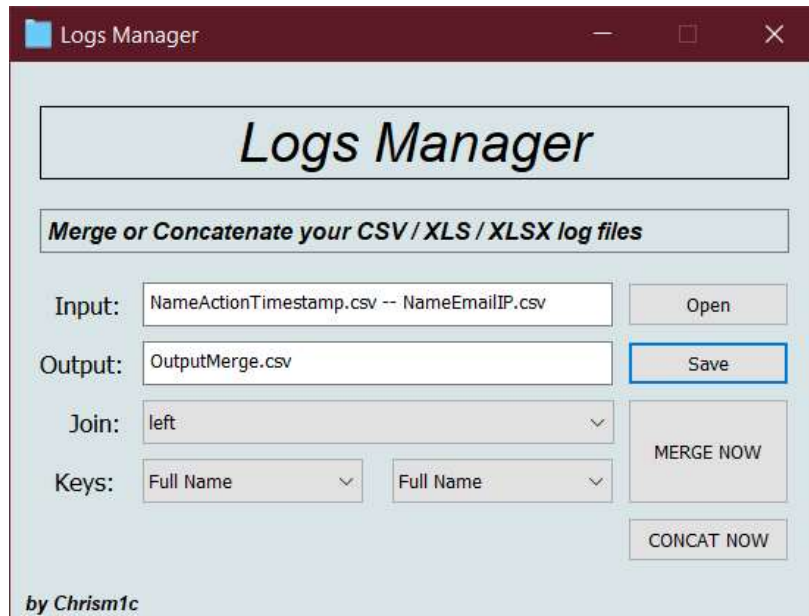 Logs Manager
Logs Manager
Merge or Concatenate your CSV / XLS / XLSX log files
Input: NameActionTimestamp.csv -- NameEmailIP.csv Open
Output: OutputMerge.csv Save
Join: left
MERGE NOW
Keys: Full Name Full Name
CONCAT NOW
by Chrism1c